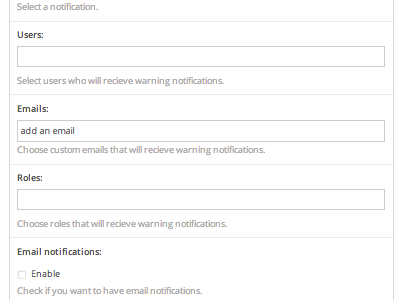 Select a notification.
Users:
Select users who will recieve warning notifications.
Emails:
add an email
Choose custom emails that will recieve warning notifications.
Roles:
Choose roles that will recieve warning notifications.
Email notifications:
Enable
Check if you want to have email notifications.